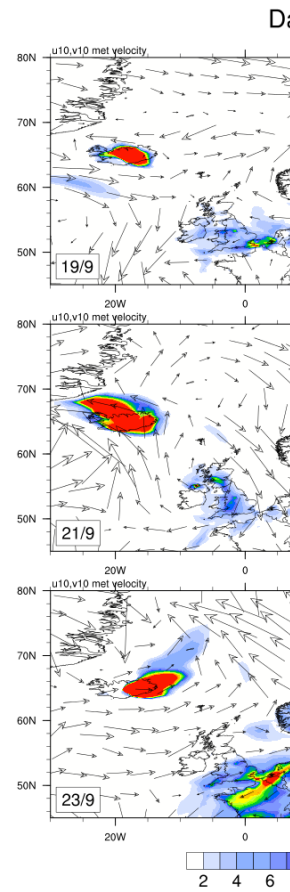 Da
u10,v10 met velocity
80N
70N
60N
50N
19/9
20W 0
u10,v10 met velocity
80N
70N
60N
50N
21/9
20W 0
u10,v10 met velocity
80N
70N
60N
50N
23/9
20W 0
2 4 6